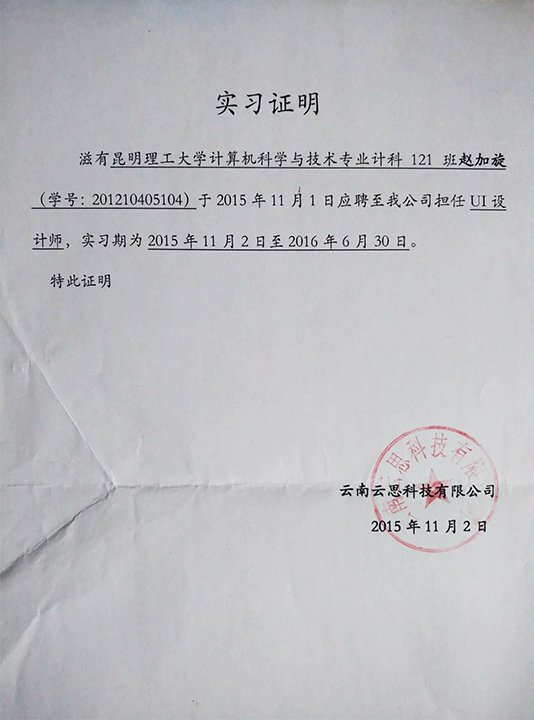 实习证明
滋有昆明理工大学计算机科学与技术专业计科 121 班赵加旋
（学号：201210405104）于 2015 年 11 月 1 日应聘至我公司担任 UI 设
计师，实习期为 2015 年 11 月 2 日至 2016 年 6 月 30 日。
特此证明
南云思科技有限
云南云思科技有限公司
2015 年 11 月 2 日